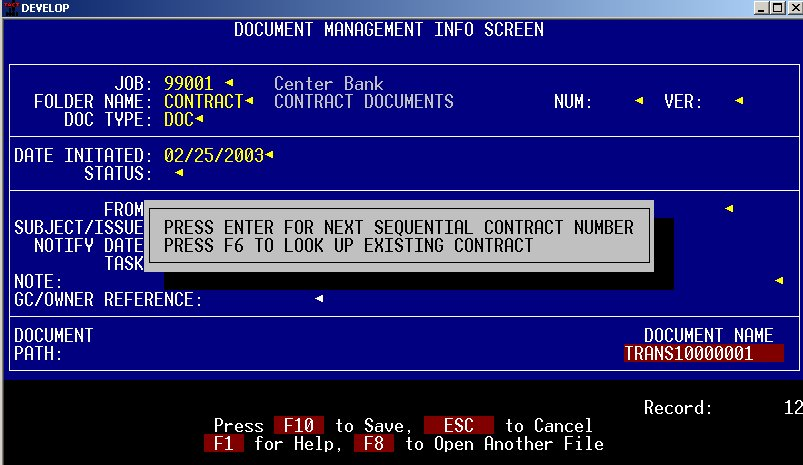 DEVELOP
DOCUMENT MANAGEMENT INFO SCREEN
JOB: 99001 Center Bank
FOLDER NAME: CONTRACT CONTRACT DOCUMENTS NUM: VER:
DOC TYPE: DOC
DATE INITATED: 02/25/2003
STATUS:
FROM
SUBJECT/ISSUE
PRESS ENTER FOR NEXT SEQUENTIAL CONTRACT NUMBER
NOTIFY DATE
PRESS F6 TO LOOK UP EXISTING CONTRACT
TASK
NOTE:
GC/OWNER REFERENCE:
DOCUMENT DOCUMENT NAME
PATH: TRANS10000001
Record: 12
Press F10 to Save, ESC to Cancel
F1 for Help, F8 to Open Another File